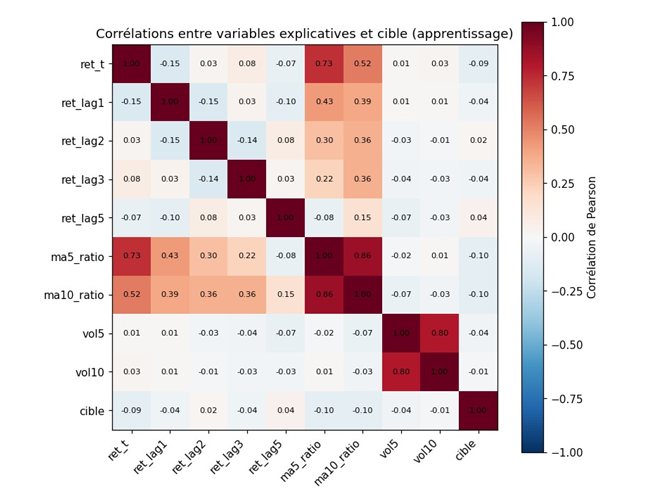 Corrélations entre variables explicatives et cible (apprentissage)
ret_t 1.00 -0.15 0.03 0.08 -0.07 0.73 0.52 0.01 0.03 -0.09
ret_lag1 -0.15 1.00 -0.15 0.03 -0.10 0.43 0.39 0.01 0.01 -0.04
ret_lag2 0.03 -0.15 1.00 -0.14 0.08 0.30 0.36 -0.03 -0.01 0.02
ret_lag3 0.08 0.03 -0.14 1.00 0.03 0.22 0.36 -0.04 -0.03 -0.04
ret_lag5 -0.07 -0.10 0.08 0.03 1.00 -0.08 0.15 -0.07 -0.03 0.04
ma5_ratio 0.73 0.43 0.30 0.22 -0.08 1.00 0.86 -0.02 0.01 -0.10
ma10_ratio 0.52 0.39 0.36 0.36 0.15 0.86 1.00 -0.07 -0.03 -0.10
vol5 0.01 0.01 -0.03 -0.04 -0.07 -0.02 -0.07 1.00 0.80 -0.04
vol10 0.03 0.01 -0.01 -0.03 -0.03 0.01 -0.03 0.80 1.00 -0.01
cible -0.09 -0.04 0.02 -0.04 0.04 -0.10 -0.10 -0.04 -0.01 1.00
ret_t ret_lag1 ret_lag2 ret_lag3 ret_lag5 ma5_ratio ma10_ratio vol5 vol10 cible
1.00
0.75
0.50
0.25
0.00
−0.25
−0.50
−0.75
−1.00
Corrélation de Pearson